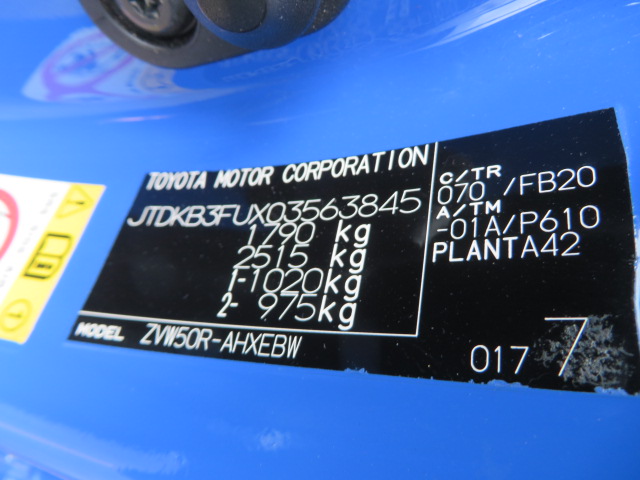 TOYOTA MOTOR CORPORATION
JTDKB3FUX03563845
1790 kg
2515 kg
1-1020kg
2- 975kg
MODEL ZVW50R-AHXEBW
C/TR
070 /FB20
A/TM
-01A/P610
PLANTA42
017 7